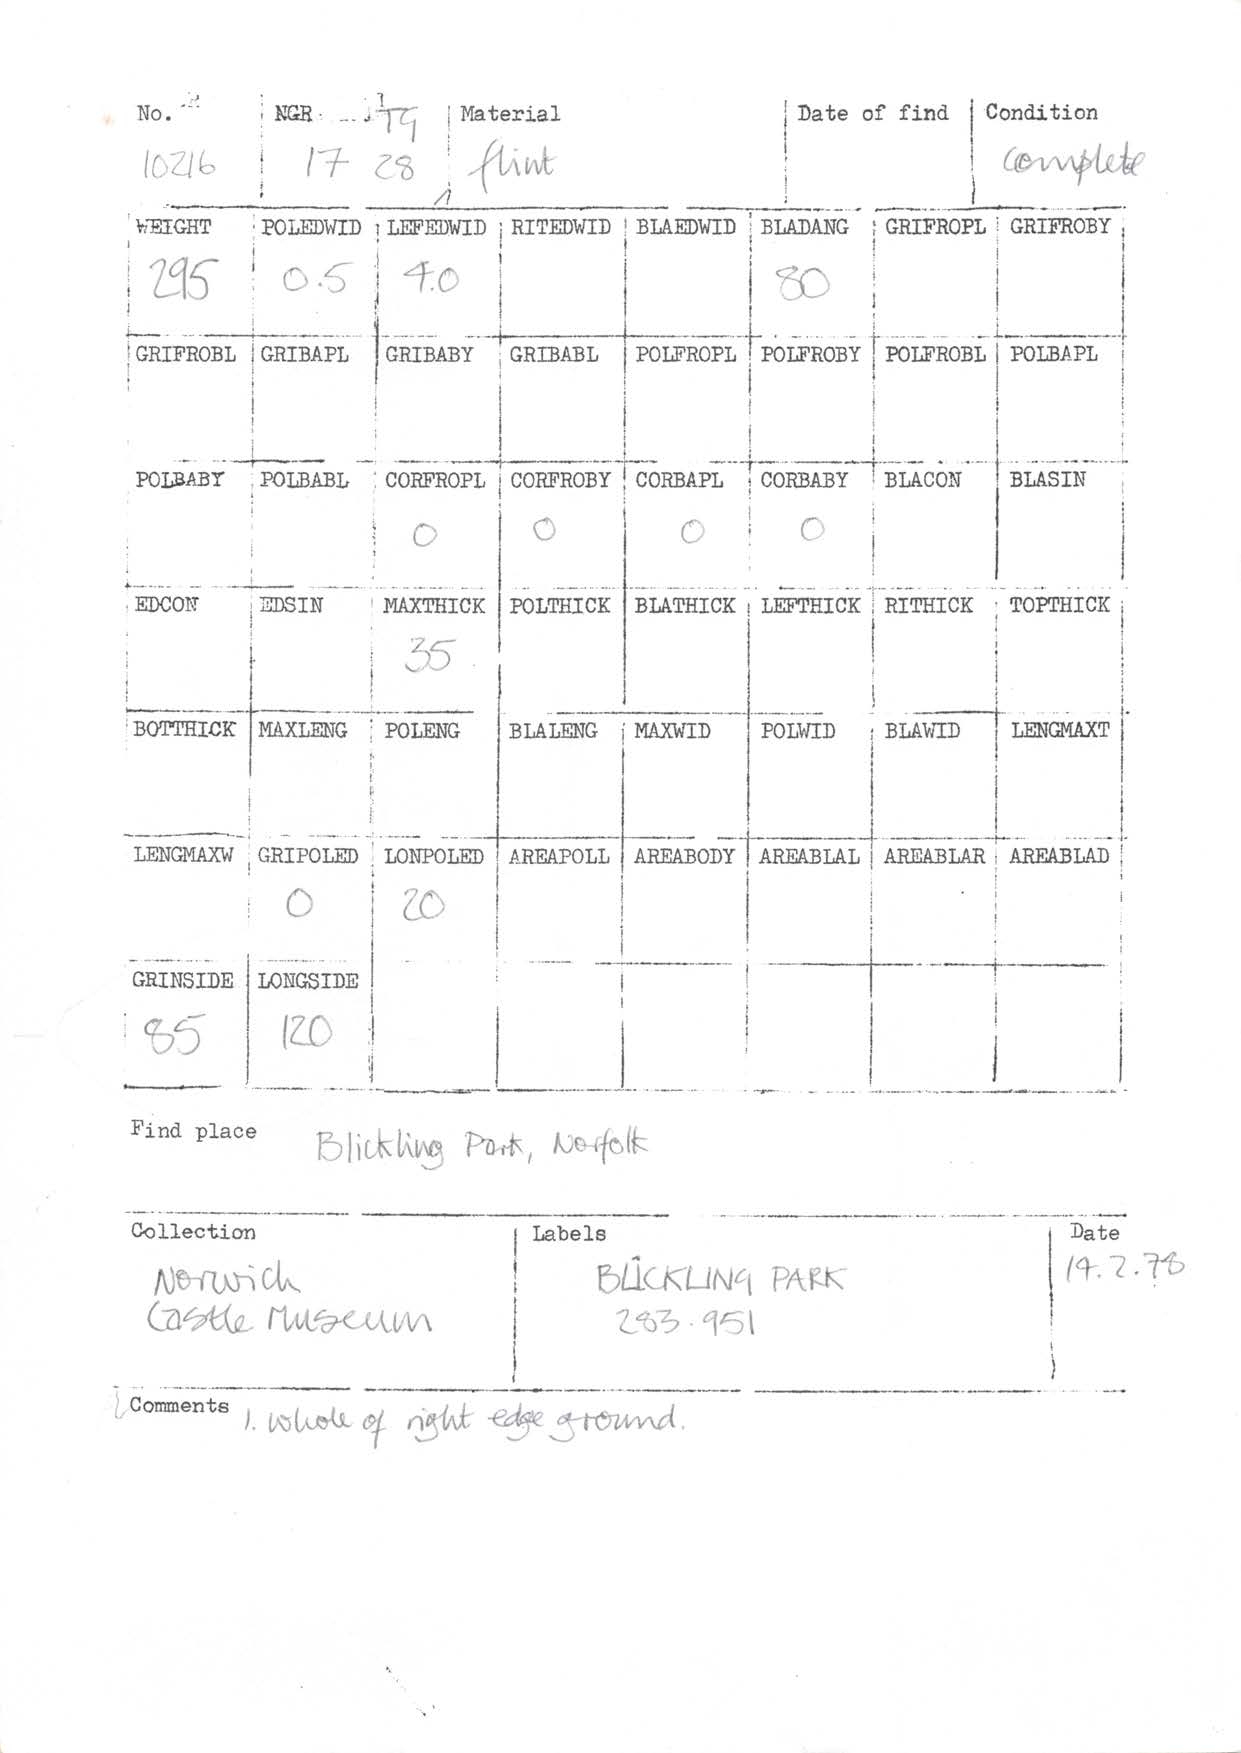 No. NGR TG Material Date of find Condition
10216 17 28 flint complete
WEIGHT POLEDWID LEFEDWID RITEDWID BLAEDWID BLADANG GRIFROPL GRIFROBY
295 0.5 4.0 80
GRIFROBL GRIBAPL GRIBABY GRIBABL POLFROPL POLFROBY POLFROBL POLBAPL
POLBABY POLBABL CORFROPL CORFROBY CORBAPL CORBABY BLACON BLASIN
0 0 0 0
EDCON EDSIN MAXTHICK POLTHICK BLATHICK LEFTHICK RITHICK TOPTHICK
35
BOTTHICK MAXLENG POLENG BLALENG MAXWID POLWID BLAWID LENGMAXT
LENGMAXW GRIPOLED LONPOLED AREAPOLL AREABODY AREABLAL AREABLAR AREABLAD
0 20
GRINSIDE LONGSIDE
85 120
Find place Blickling Park, Norfolk
Collection Labels Date
Norwich BLICKLING PARK 14.2.78
Castle Museum 283.951
Comments 1. whole of right edge ground.